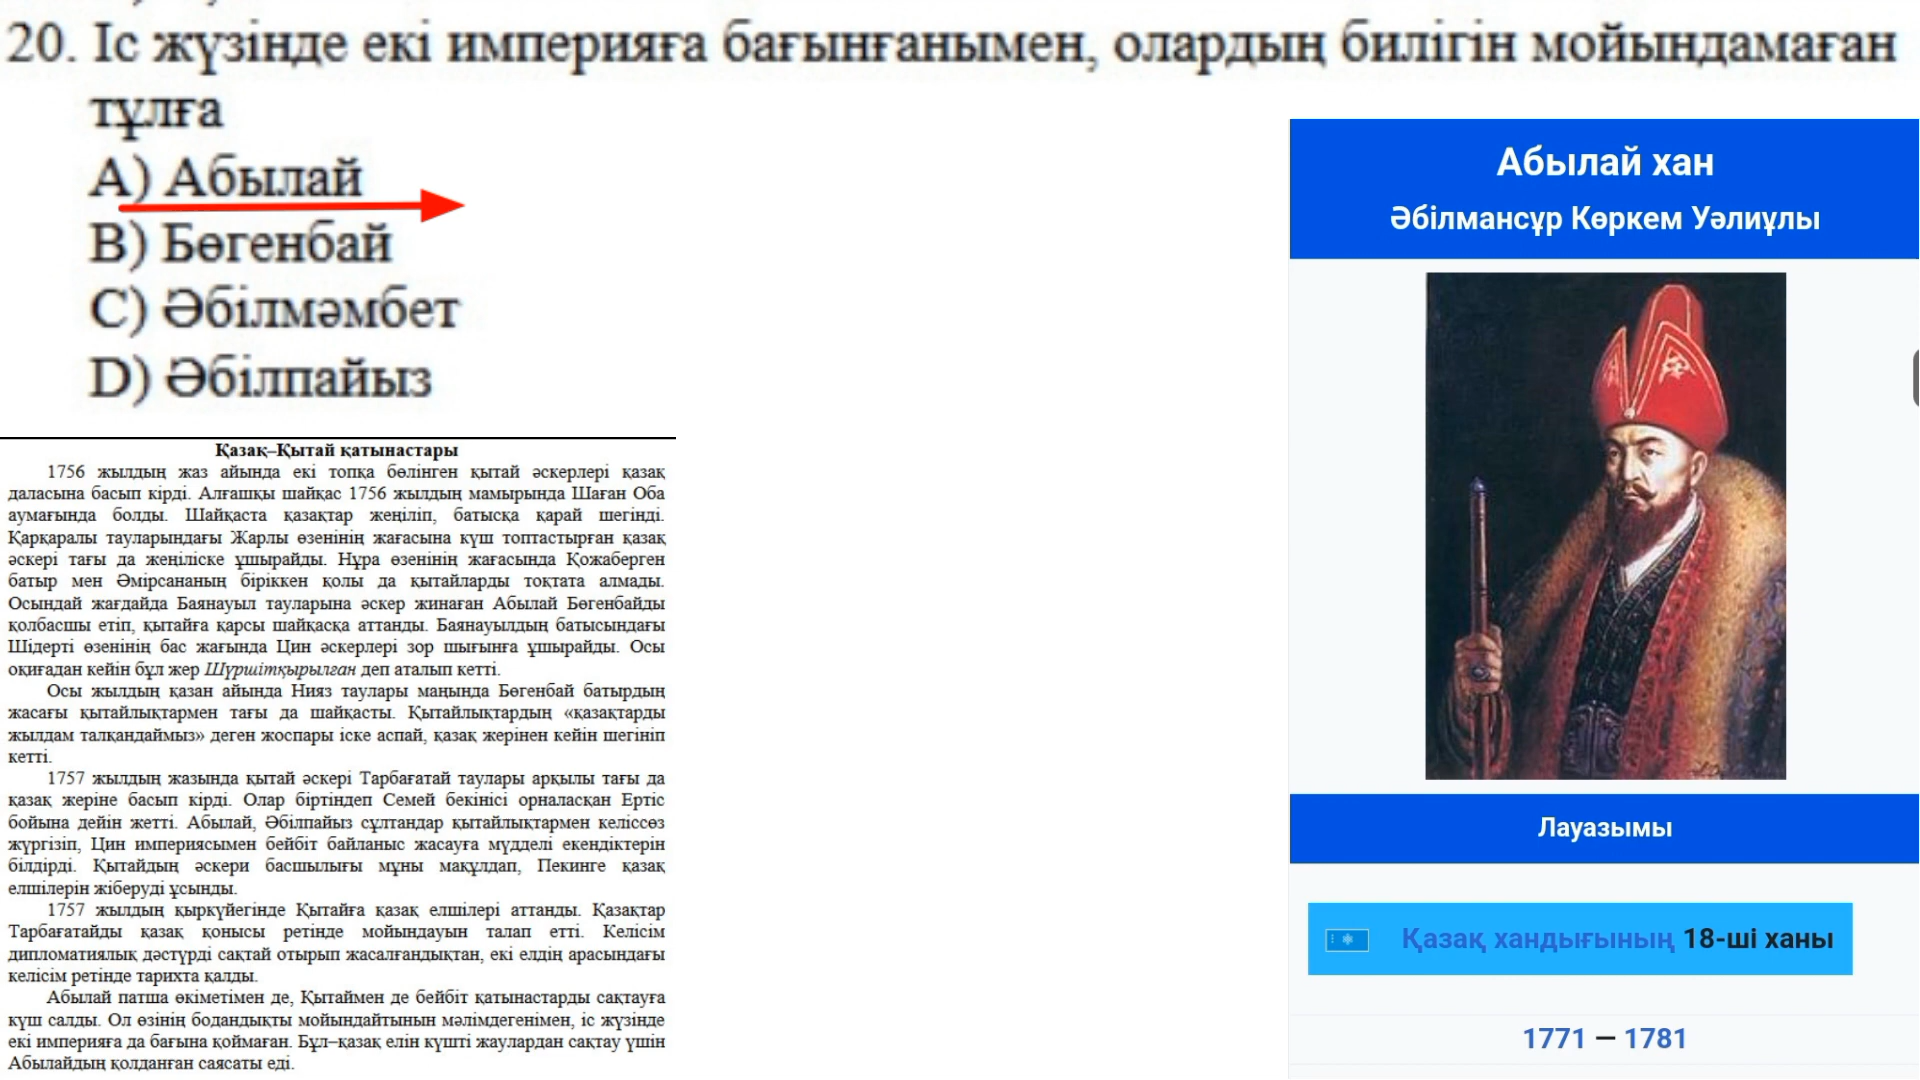 20. Іс жүзінде екі империяға бағынғанымен, олардың билігін мойындамаған
тұлға
A) Абылай
B) Бөгенбай
C) Әбілмәмбет
D) Әбілпайыз
Қазақ–Қытай қатынастары
1756 жылдың жаз айында екі топқа бөлінген қытай әскерлері қазақ
даласына басып кірді. Алғашқы шайқас 1756 жылдың мамырында Шаған Оба
аумағында болды. Шайқаста қазақтар жеңіліп, батысқа қарай шегінді.
Қарқаралы тауларындағы Жарлы өзенінің жағасына күш топтастырған қазақ
әскері тағы да жеңіліске ұшырайды. Нұра өзенінің жағасында Қожаберген
батыр мен Әмірсананың біріккен қолы да қытайларды тоқтата алмады.
Осындай жағдайда Баянауыл тауларына әскер жинаған Абылай Бөгенбайды
қолбасшы етіп, қытайға қарсы шайқасқа аттанды. Баянауылдың батысындағы
Шідерті өзенінің бас жағында Цин әскерлері зор шығынға ұшырайды. Осы
оқиғадан кейін бұл жер Шүршітқырылған деп аталып кетті.
Осы жылдың қазан айында Нияз таулары маңында Бөгенбай батырдың
жасағы қытайлықтармен тағы да шайқасты. Қытайлықтардың «қазақтарды
жылдам талқандаймыз» деген жоспары іске аспай, қазақ жерінен кейін шегініп
кетті.
1757 жылдың жазында қытай әскері Тарбағатай таулары арқылы тағы да
қазақ жеріне басып кірді. Олар біртіндеп Семей бекінісі орналасқан Ертіс
бойына дейін жетті. Абылай, Әбілпайыз сұлтандар қытайлықтармен келіссөз
жүргізіп, Цин империясымен бейбіт байланыс жасауға мүдделі екендіктерін
білдірді. Қытайдың әскери басшылығы мұны мақұлдап, Пекинге қазақ
елшілерін жіберуді ұсынды.
1757 жылдың қыркүйегінде Қытайға қазақ елшілері аттанды. Қазақтар
Тарбағатайды қазақ қонысы ретінде мойындауын талап етті. Келісім
дипломатиялық дәстүрді сақтай отырып жасалғандықтан, екі елдің арасындағы
келісім ретінде тарихта қалды.
Абылай патша өкіметімен де, Қытаймен де бейбіт қатынастарды сақтауға
күш салды. Ол өзінің бодандықты мойындайтынын мәлімдегенімен, іс жүзінде
екі империяға да бағына қоймаған. Бұл–қазақ елін күшті жаулардан сақтау үшін
Абылайдың қолданған саясаты еді.
Абылай хан
Әбілмансұр Көркем Уәлиұлы
Лауазымы
Қазақ хандығының 18-ші ханы
1771 — 1781